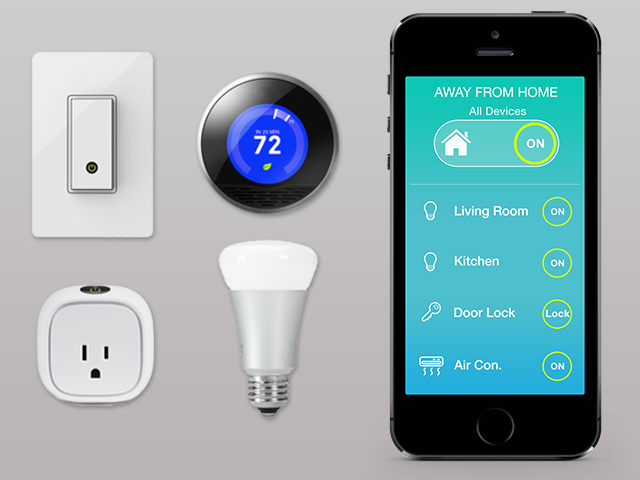 IN 20 MIN
72
AWAY FROM HOME
All Devices
ON
Living Room ON
Kitchen ON
Door Lock Lock
Air Con. ON